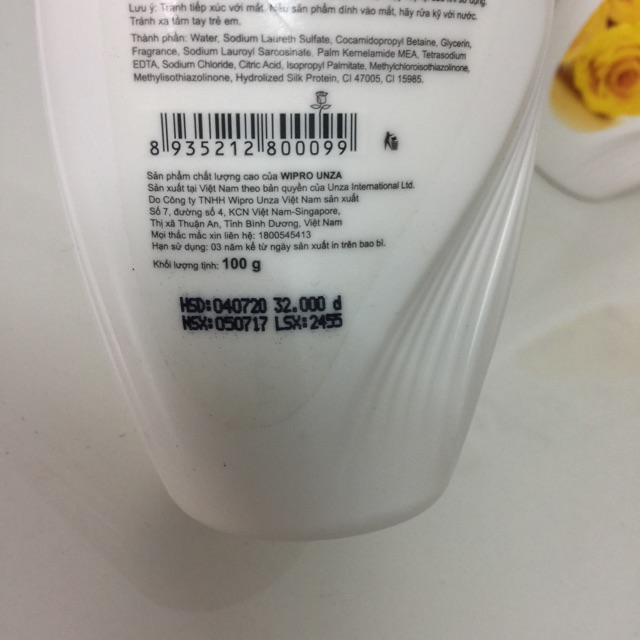 Lưu ý: Tránh tiếp xúc với mắt. Nếu sản phẩm dính vào mắt, hãy rửa kỹ với nước.
Tránh xa tầm tay trẻ em.
Thành phần: Water, Sodium Laureth Sulfate, Cocamidopropyl Betaine, Glycerin,
Fragrance, Sodium Lauroyl Sarcosinate, Palm Kernelamide MEA, Tetrasodium
EDTA, Sodium Chloride, Citric Acid, Isopropyl Palmitate, Methylchloroisothiazolinone,
Methylisothiazolinone, Hydrolized Silk Protein, CI 47005, CI 15985.
8 935212 800099
Sản phẩm chất lượng cao của WIPRO UNZA
Sản xuất tại Việt Nam theo bản quyền của Unza International Ltd.
Do Công ty TNHH Wipro Unza Việt Nam sản xuất
Số 7, đường số 4, KCN Việt Nam-Singapore,
Thị xã Thuận An, Tỉnh Bình Dương, Việt Nam
Mọi thắc mắc xin liên hệ: 1800545413
Hạn sử dụng: 03 năm kể từ ngày sản xuất in trên bao bì.
Khối lượng tịnh: 100 g
HSD:040720 32.000 đ
NSX:050717 LSX:2455